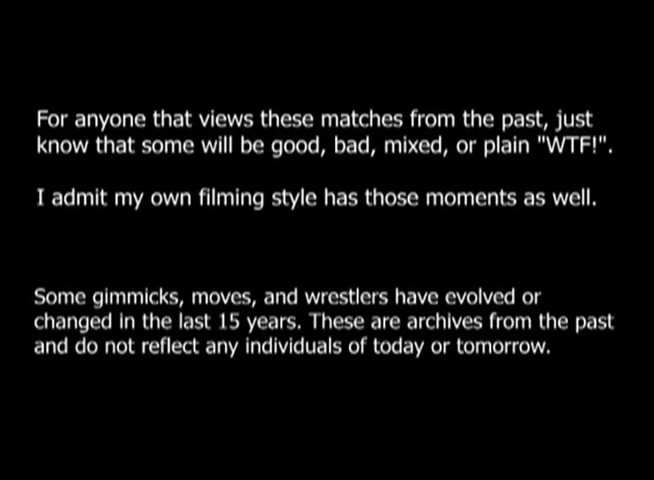 For anyone that views these matches from the past, just
know that some will be good, bad, mixed, or plain "WTF!".
I admit my own filming style has those moments as well.
Some gimmicks, moves, and wrestlers have evolved or
changed in the last 15 years. These are archives from the past
and do not reflect any individuals of today or tomorrow.